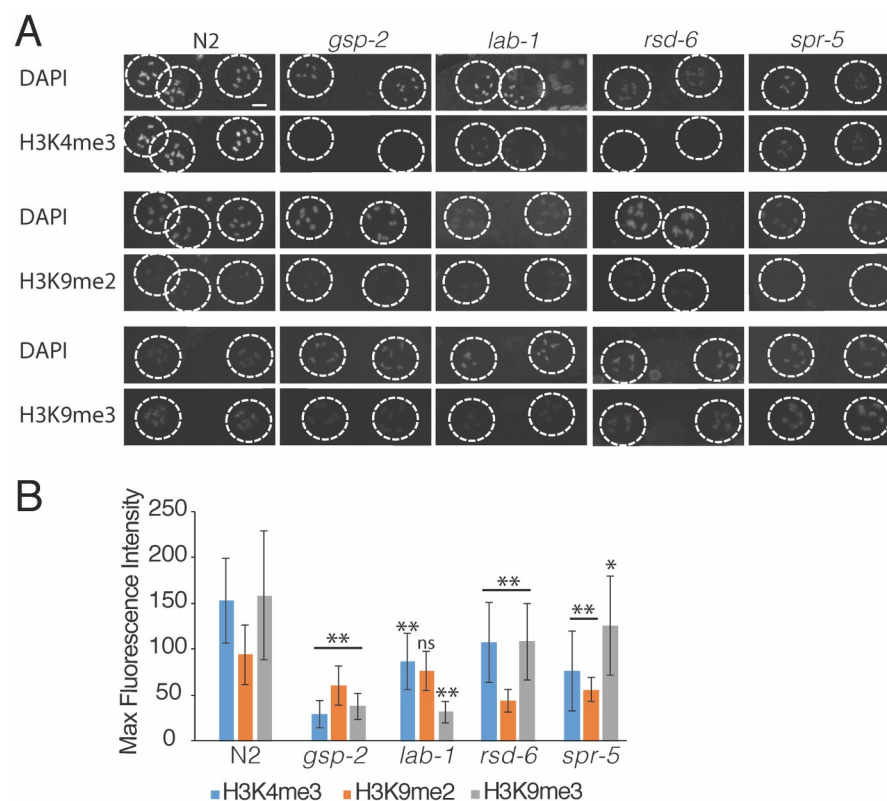 A
N2 gsp-2 lab-1 rsd-6 spr-5
DAPI
H3K4me3
DAPI
H3K9me2
DAPI
H3K9me3
B
Max Fluorescence Intensity
250
200
150
100
50
0
**
**
ns
**
**
**
*
N2 gsp-2 lab-1 rsd-6 spr-5
H3K4me3 H3K9me2 H3K9me3